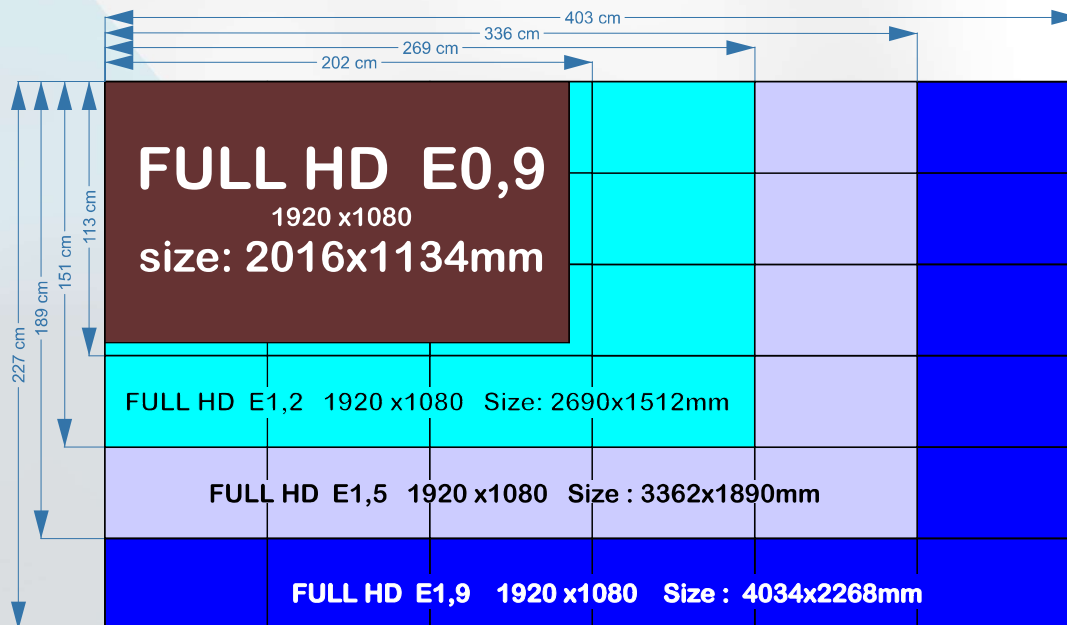 403 cm
336 cm
269 cm
202 cm
227 cm
189 cm
151 cm
113 cm
FULL HD E0,9
1920 x1080
size: 2016x1134mm
FULL HD E1,2 1920 x1080 Size: 2690x1512mm
FULL HD E1,5 1920 x1080 Size : 3362x1890mm
FULL HD E1,9 1920 x1080 Size : 4034x2268mm